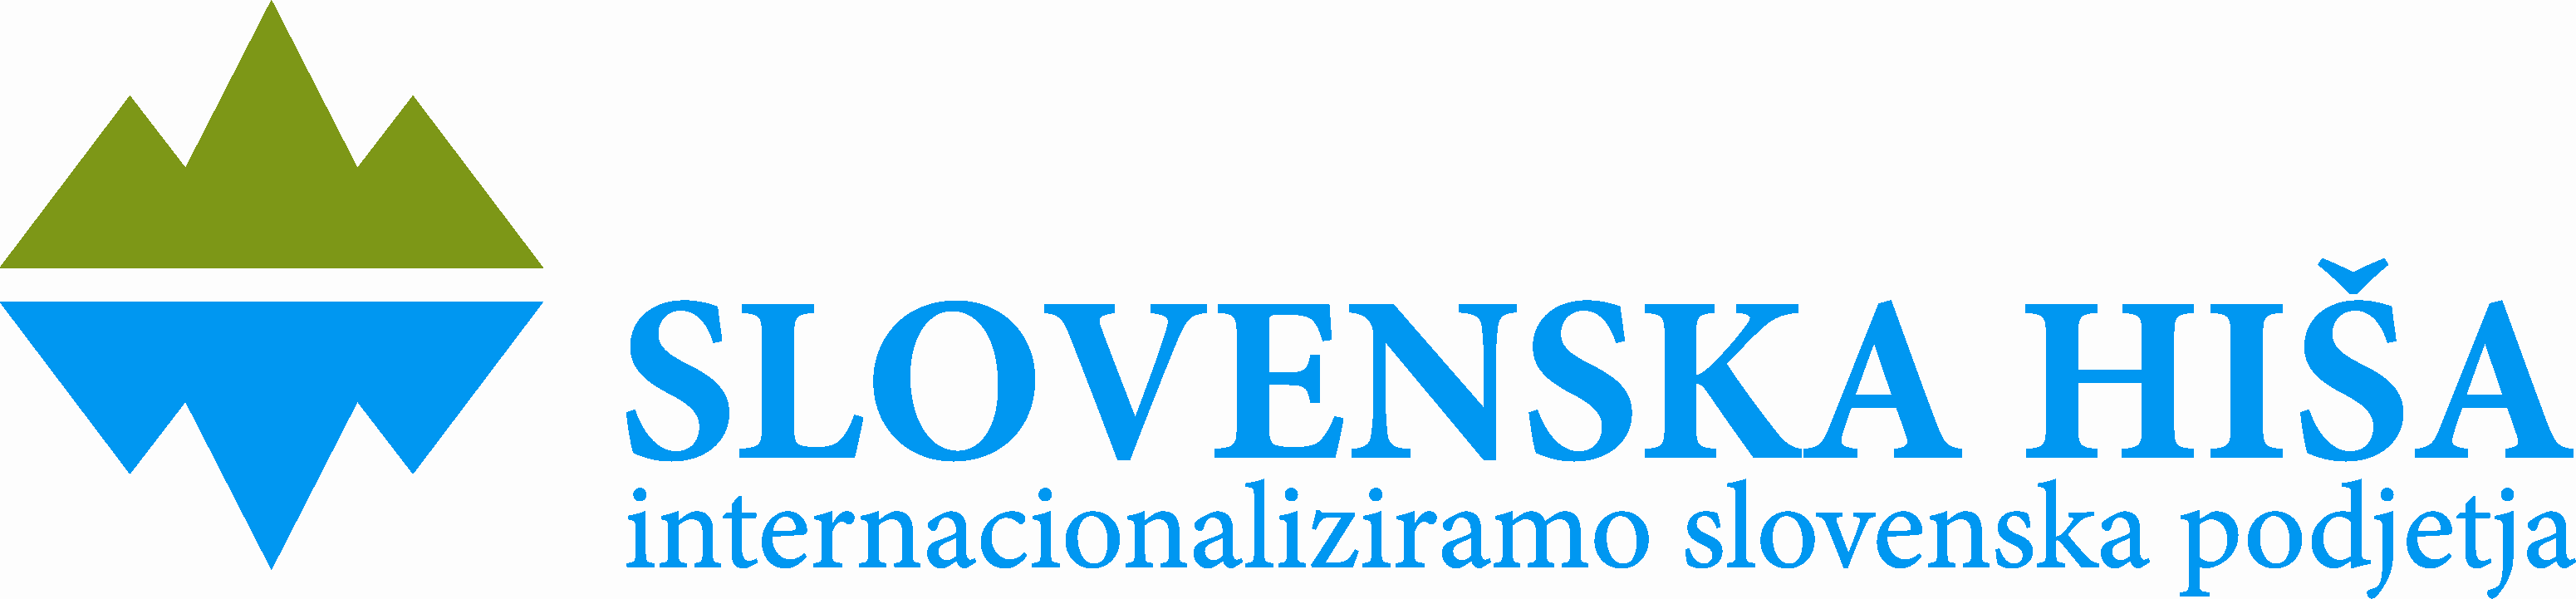 SLOVENSKA HIŠA
internacionaliziramo slovenska podjetja